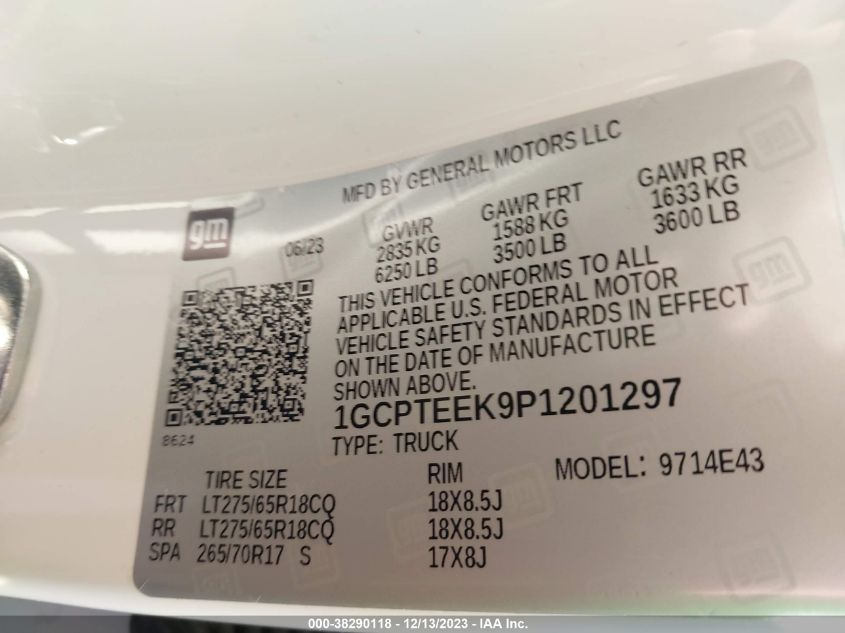 MFD BY GENERAL MOTORS LLC
gm
06/23
GVWR GAWR FRT GAWR RR
2835 KG 1588 KG 1633 KG
6250 LB 3500 LB 3600 LB
THIS VEHICLE CONFORMS TO ALL
APPLICABLE U.S. FEDERAL MOTOR
VEHICLE SAFETY STANDARDS IN EFFECT
ON THE DATE OF MANUFACTURE
SHOWN ABOVE.
8624
1GCPTEEK9P1201297
TYPE: TRUCK
MODEL: 9714E43
TIRE SIZE RIM
FRT LT275/65R18CQ 18X8.5J
RR LT275/65R18CQ 18X8.5J
SPA 265/70R17 S 17X8J
000-38290118 - 12/13/2023 - IAA Inc.